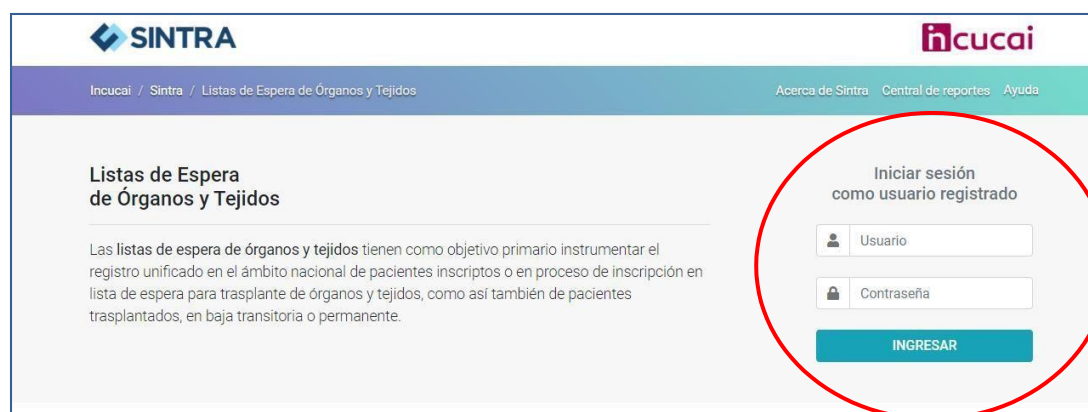 SINTRA
incucai
Incucai / Sintra / Listas de Espera de Órganos y Tejidos
Acerca de Sintra Central de reportes Ayuda
Listas de Espera
de Órganos y Tejidos
Las listas de espera de órganos y tejidos tienen como objetivo primario instrumentar el
registro unificado en el ámbito nacional de pacientes inscriptos o en proceso de inscripción en
lista de espera para trasplante de órganos y tejidos, como así también de pacientes
trasplantados, en baja transitoria o permanente.
Iniciar sesión
como usuario registrado
Usuario
Contraseña
INGRESAR